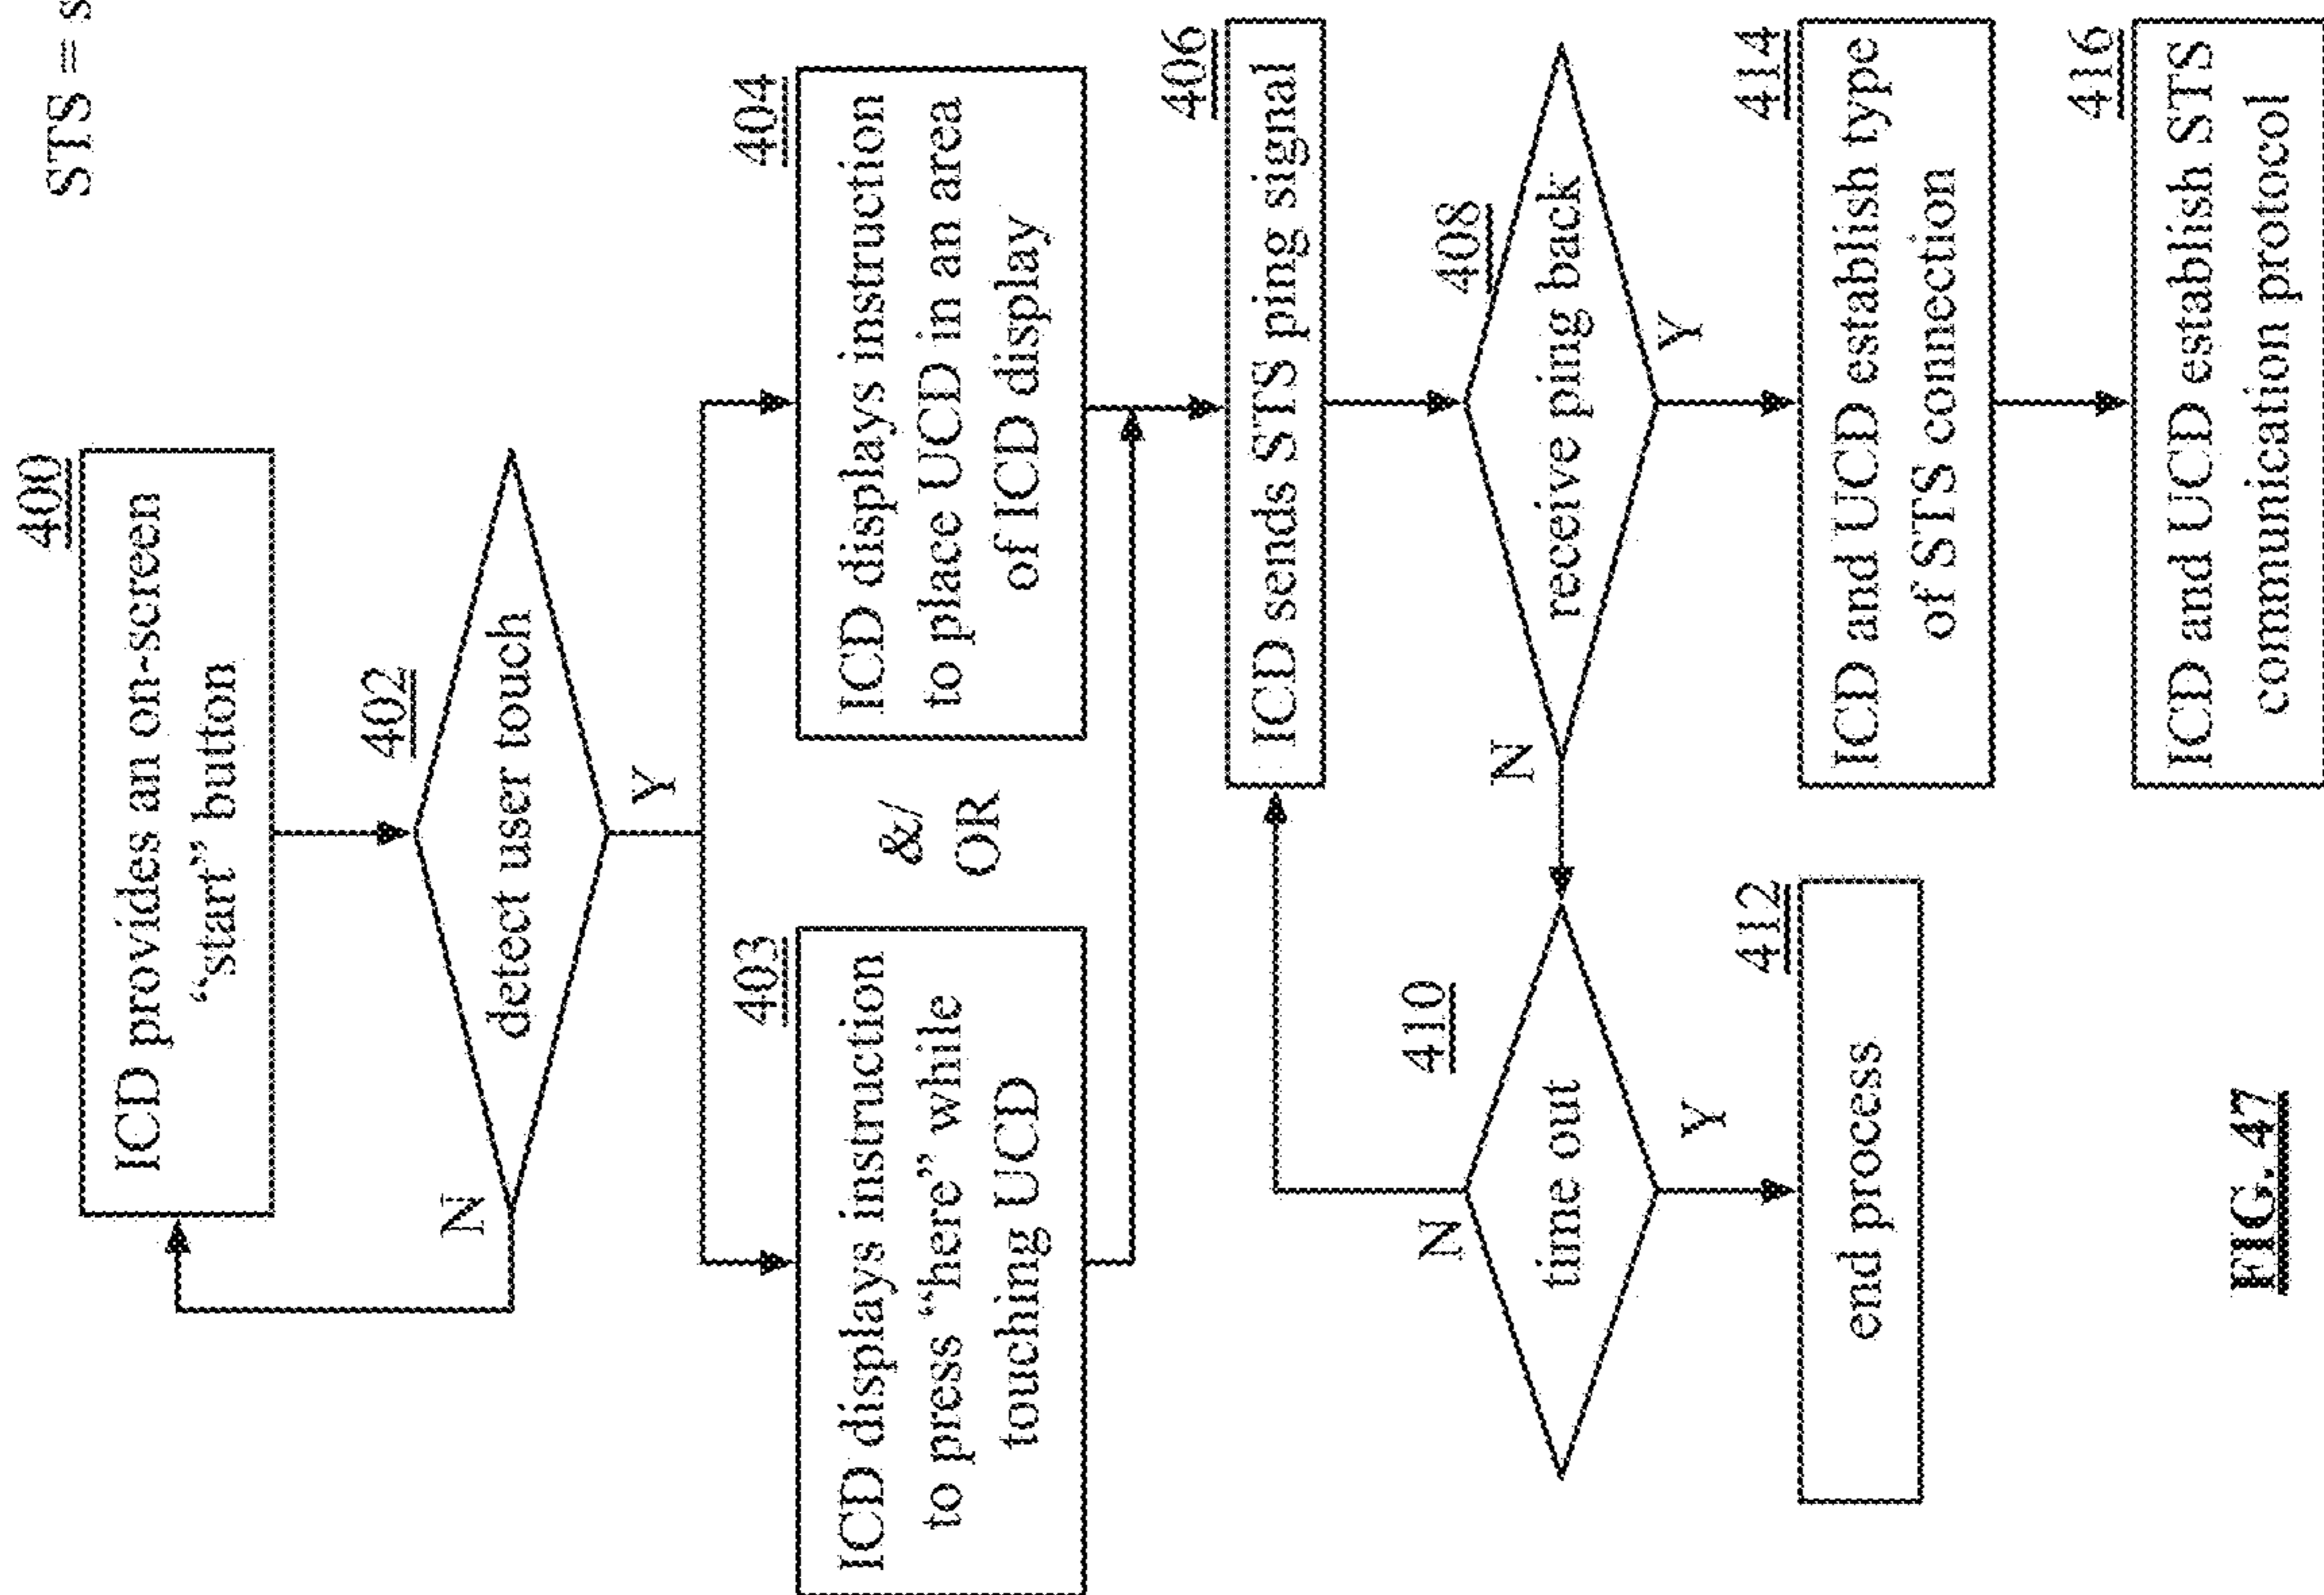 STS = s
400
ICD provides an on-screen
“start” button
402
detect user touch
N
Y
403
ICD displays instruction
to press “here” while
touching UCD
&/
OR
404
ICD displays instruction
to place UCD in an area
of ICD display
406
ICD sends STS ping signal
408
receive ping back
N
Y
410
time out
N
Y
412
end process
414
ICD and UCD establish type
of STS connection
416
ICD and UCD establish STS
communication protocol
FIG. 47